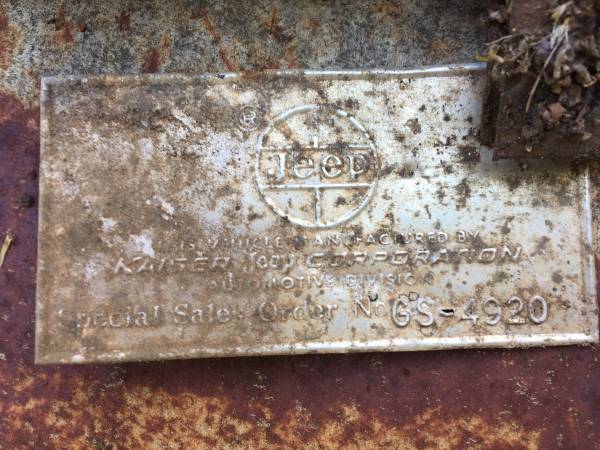 ® Jeep
THIS VEHICLE MANUFACTURED BY
KAISER Jeep CORPORATION
AUTOMOTIVE DIVISION
Special Sales Order No GS-4920